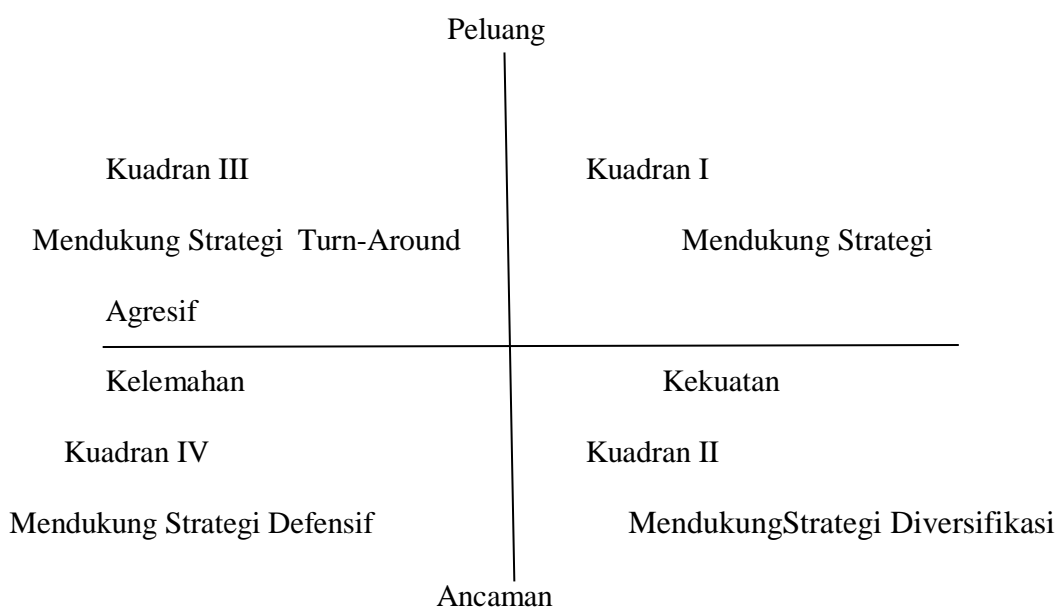 Peluang
Kuadran III Kuadran I
Mendukung Strategi Turn-Around Mendukung Strategi
Agresif
Kelemahan Kekuatan
Kuadran IV Kuadran II
Mendukung Strategi Defensif MendukungStrategi Diversifikasi
Ancaman